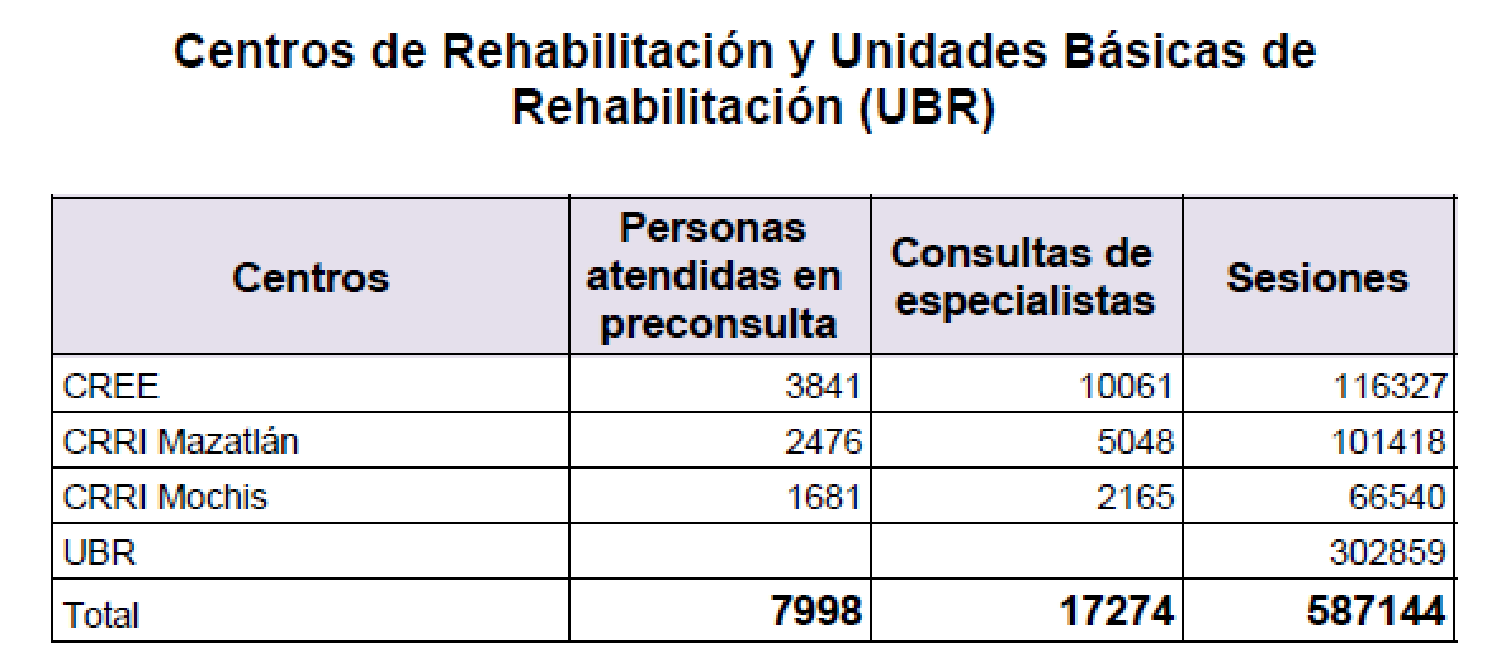 Centros de Rehabilitación y Unidades Básicas de
Rehabilitación (UBR)
Centros
Personas
atendidas en
preconsulta
Consultas de
especialistas
Sesiones
CREE 3841 10061 116327
CRRI Mazatlán 2476 5048 101418
CRRI Mochis 1681 2165 66540
UBR 302859
Total 7998 17274 587144